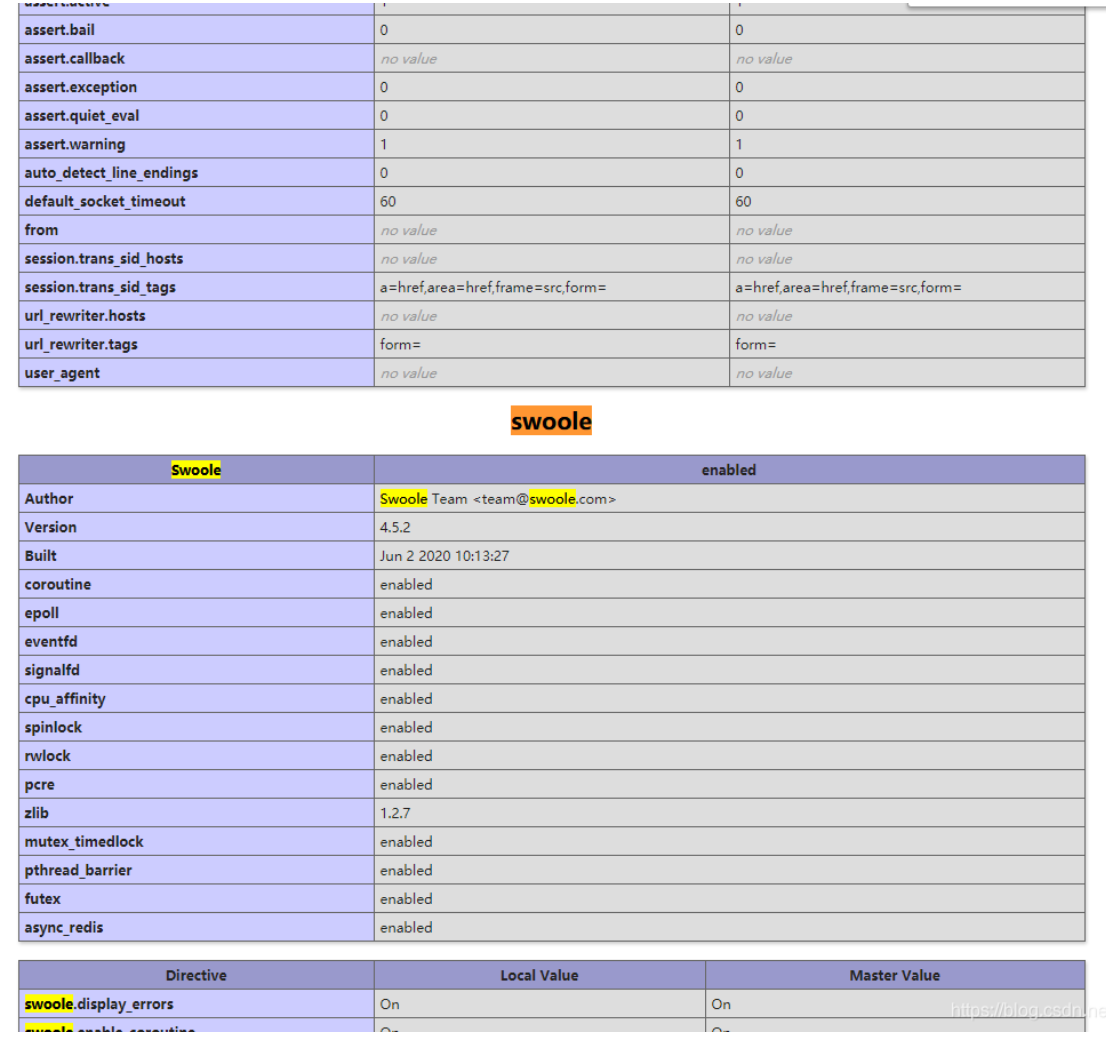 assert.active 1 1
assert.bail 0 0
assert.callback no value no value
assert.exception 0 0
assert.quiet_eval 0 0
assert.warning 1 1
auto_detect_line_endings 0 0
default_socket_timeout 60 60
from no value no value
session.trans_sid_hosts no value no value
session.trans_sid_tags a=href,area=href,frame=src,form= a=href,area=href,frame=src,form=
url_rewriter.hosts no value no value
url_rewriter.tags form= form=
user_agent no value no value
swoole
Swoole enabled
Author Swoole Team <team@swoole.com>
Version 4.5.2
Built Jun 2 2020 10:13:27
coroutine enabled
epoll enabled
eventfd enabled
signalfd enabled
cpu_affinity enabled
spinlock enabled
rwlock enabled
pcre enabled
zlib 1.2.7
mutex_timedlock enabled
pthread_barrier enabled
futex enabled
async_redis enabled
Directive Local Value Master Value
swoole.display_errors On On
https://blog.csdn.ne
swoole.enable_coroutine On On